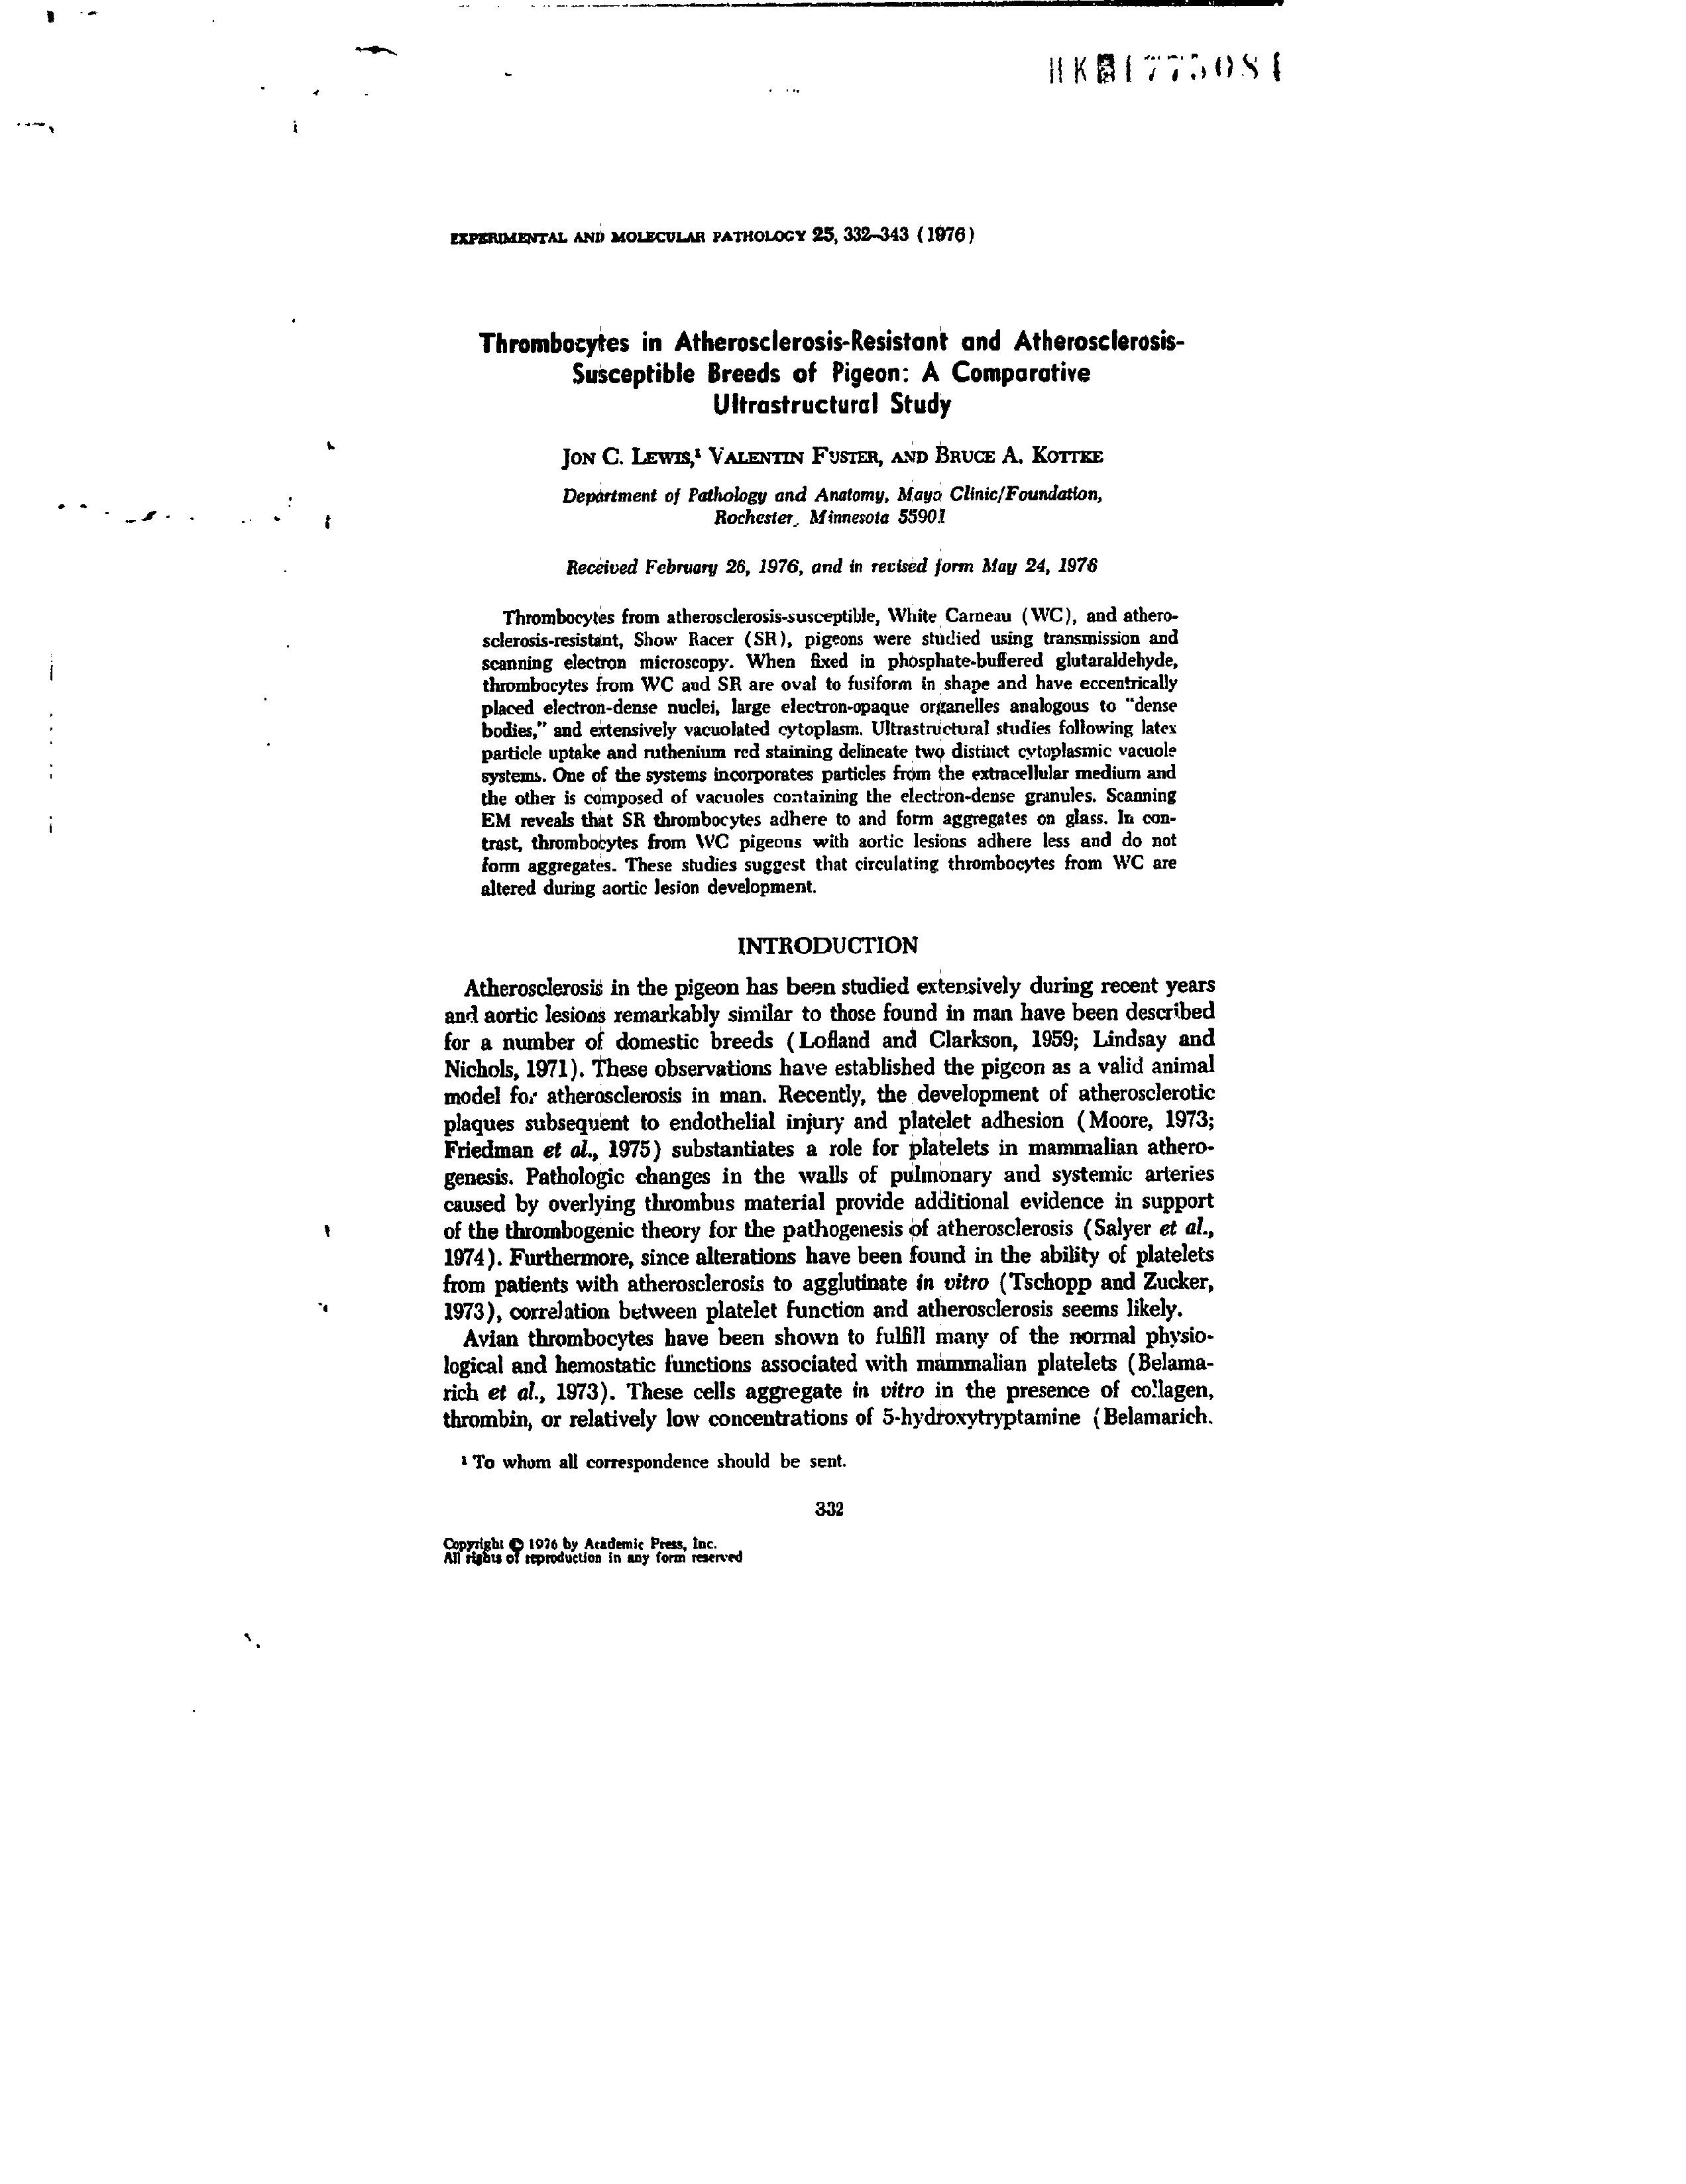 HK 1775081
EXPERIMENTAL AND MOLECULAR PATHOLOGY 25, 332–343 (1976)
Thrombocytes in Atherosclerosis-Resistant and Atherosclerosis-
Susceptible Breeds of Pigeon: A Comparative
Ultrastructural Study
JON C. LEWIS,¹ VALENTIN FUSTER, AND BRUCE A. KOTTKE
Department of Pathology and Anatomy, Mayo Clinic/Foundation,
Rochester, Minnesota 55901
Received February 26, 1976, and in revised form May 24, 1976
Thrombocytes from atherosclerosis-susceptible, White Carneau (WC), and athero-
sclerosis-resistant, Show Racer (SR), pigeons were studied using transmission and
scanning electron microscopy. When fixed in phosphate-buffered glutaraldehyde,
thrombocytes from WC and SR are oval to fusiform in shape and have eccentrically
placed electron-dense nuclei, large electron-opaque organelles analogous to "dense
bodies," and extensively vacuolated cytoplasm. Ultrastructural studies following latex
particle uptake and ruthenium red staining delineate two distinct cytoplasmic vacuole
systems. One of the systems incorporates particles from the extracellular medium and
the other is composed of vacuoles containing the electron-dense granules. Scanning
EM reveals that SR thrombocytes adhere to and form aggregates on glass. In con-
trast, thrombocytes from WC pigeons with aortic lesions adhere less and do not
form aggregates. These studies suggest that circulating thrombocytes from WC are
altered during aortic lesion development.
INTRODUCTION
Atherosclerosis in the pigeon has been studied extensively during recent years
and aortic lesions remarkably similar to those found in man have been described
for a number of domestic breeds (Lofland and Clarkson, 1959; Lindsay and
Nichols, 1971). These observations have established the pigeon as a valid animal
model for atherosclerosis in man. Recently, the development of atherosclerotic
plaques subsequent to endothelial injury and platelet adhesion (Moore, 1973;
Friedman et al., 1975) substantiates a role for platelets in mammalian athero-
genesis. Pathologic changes in the walls of pulmonary and systemic arteries
caused by overlying thrombus material provide additional evidence in support
of the thrombogenic theory for the pathogenesis of atherosclerosis (Salyer et al.,
1974). Furthermore, since alterations have been found in the ability of platelets
from patients with atherosclerosis to agglutinate in vitro (Tschopp and Zucker,
1973), correlation between platelet function and atherosclerosis seems likely.
Avian thrombocytes have been shown to fulfill many of the normal physio-
logical and hemostatic functions associated with mammalian platelets (Belama-
rich et al., 1973). These cells aggregate in vitro in the presence of collagen,
thrombin, or relatively low concentrations of 5-hydroxytryptamine (Belamarich.
¹ To whom all correspondence should be sent.
332
Copyright © 1976 by Academic Press, Inc.
All rights of reproduction in any form reserved